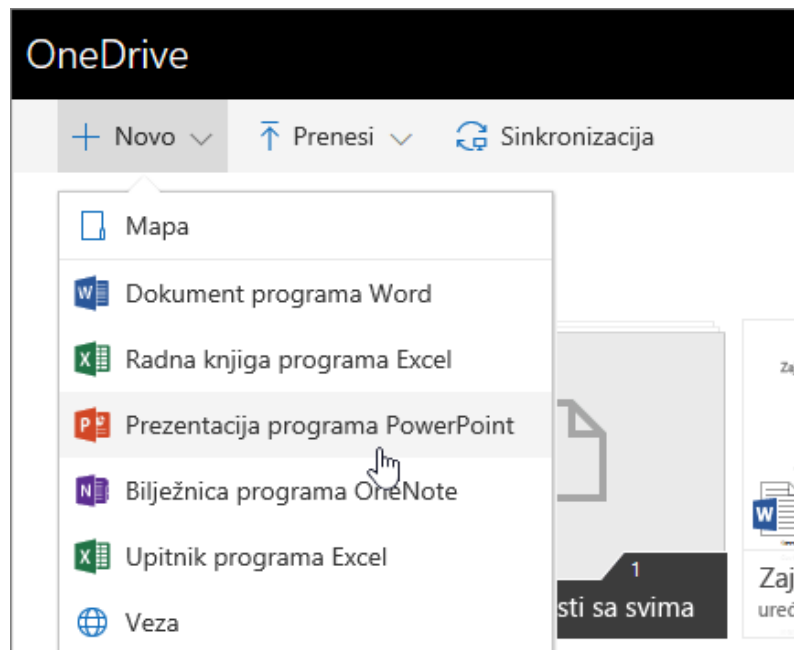 OneDrive
Novo
Prenesi
Sinkronizacija
Mapa
Dokument programa Word
Radna knjiga programa Excel
Prezentacija programa PowerPoint
Bilježnica programa OneNote
Upitnik programa Excel
Veza
1
sti sa svima
Zaj
uređ